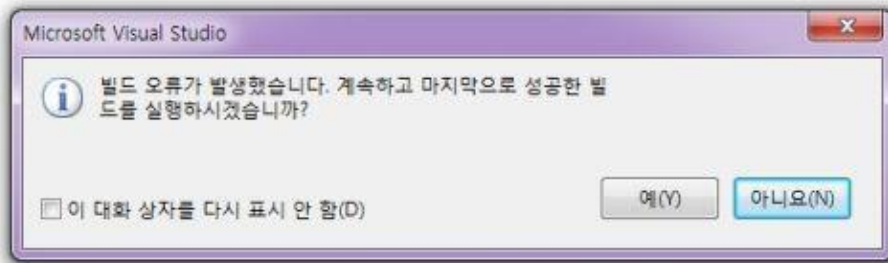 Microsoft Visual Studio
빌드 오류가 발생했습니다. 계속하고 마지막으로 성공한 빌
드를 실행하시겠습니까?
이 대화 상자를 다시 표시 안 함(D)
예(Y)
아니요(N)